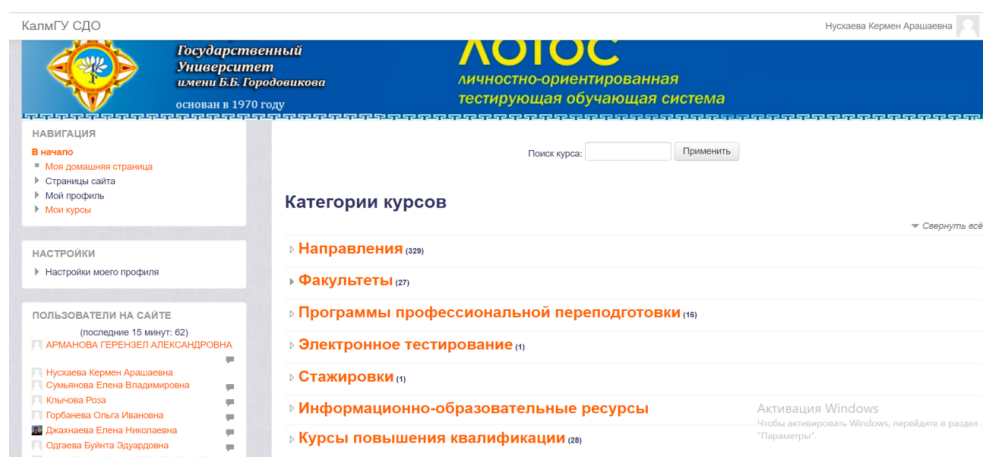 КалмГУ СДО
Нусхаева Кермен Арашаевна
Государственный
Университет
имени Б.Б. Городовикова
основан в 1970 году
ЛОТОС
личностно-ориентированная
тестирующая обучающая система
НАВИГАЦИЯ
В начало
Моя домашняя страница
Страницы сайта
Мой профиль
Мои курсы
НАСТРОЙКИ
Настройки моего профиля
ПОЛЬЗОВАТЕЛИ НА САЙТЕ
(последние 15 минут: 62)
АРМАНОВА ГЕРЕНЗЕЛ АЛЕКСАНДРОВНА
Нусхаева Кермен Арашаевна
Сумьянова Елена Владимировна
Клычова Роза
Горбанева Ольга Ивановна
Джахнаева Елена Николаевна
Одгаева Буйнта Эдуардовна
Поиск курса:
Применить
Категории курсов
Свернуть всё
Направления (329)
Факультеты (27)
Программы профессиональной переподготовки (16)
Электронное тестирование (1)
Стажировки (1)
Информационно-образовательные ресурсы
Курсы повышения квалификации (28)
Активация Windows
Чтобы активировать Windows, перейдите в раздел
"Параметры".